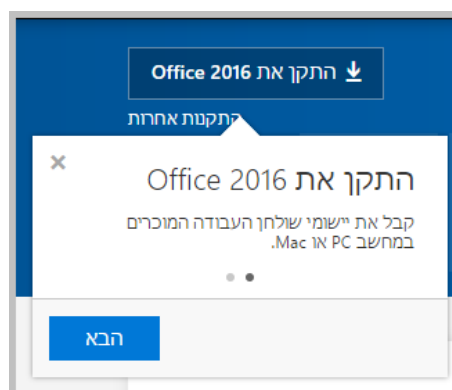 התקן את Office 2016
התקנות אחרות
התקן את Office 2016
קבל את יישומי שולחן העבודה המוכרים
במחשב PC או Mac.
הבא